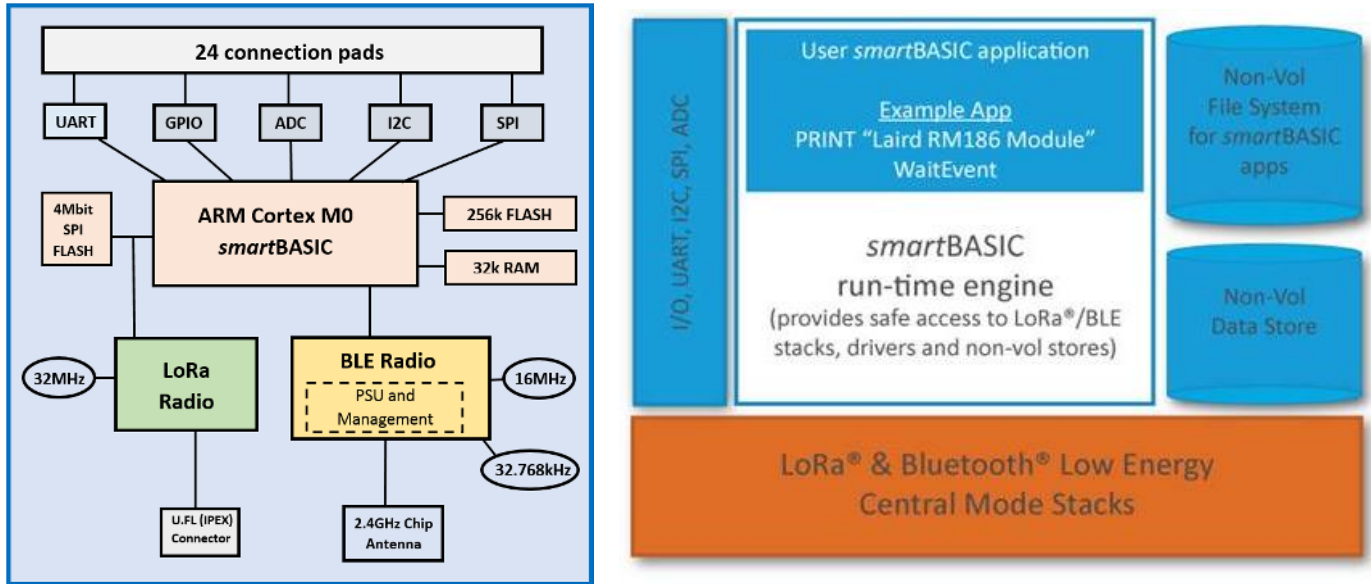 24 connection pads
UART
GPIO
ADC
I2C
SPI
4Mbit
SPI
FLASH
ARM Cortex M0
smartBASIC
256k FLASH
32k RAM
32MHz
LoRa
Radio
BLE Radio
PSU and
Management
16MHz
32.768kHz
U.FL (IPEX)
Connector
2.4GHz Chip
Antenna
I/O, UART, I2C, SPI, ADC
User smartBASIC application
Example App
PRINT “Laird RM186 Module”
WaitEvent
smartBASIC
run-time engine
(provides safe access to LoRa®/BLE
stacks, drivers and non-vol stores)
Non-Vol
File System
for smartBASIC
apps
Non-Vol
Data Store
LoRa® & Bluetooth® Low Energy
Central Mode Stacks